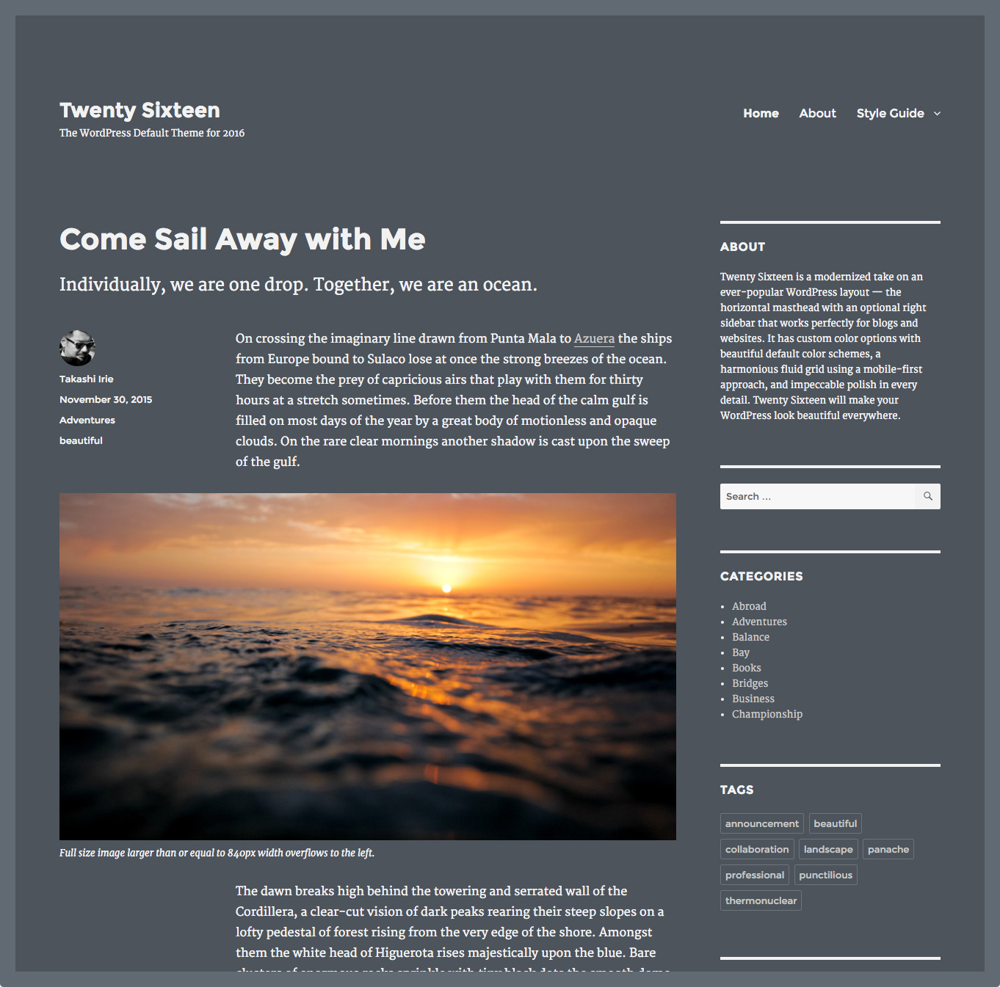 Twenty Sixteen
The WordPress Default Theme for 2016
Home About Style Guide
Come Sail Away with Me
Individually, we are one drop. Together, we are an ocean.
Takashi Irie
November 30, 2015
Adventures
beautiful
On crossing the imaginary line drawn from Punta Mala to Azuera the ships
from Europe bound to Sulaco lose at once the strong breezes of the ocean.
They become the prey of capricious airs that play with them for thirty
hours at a stretch sometimes. Before them the head of the calm gulf is
filled on most days of the year by a great body of motionless and opaque
clouds. On the rare clear mornings another shadow is cast upon the sweep
of the gulf.
Full size image larger than or equal to 840px width overflows to the left.
The dawn breaks high behind the towering and serrated wall of the
Cordillera, a clear-cut vision of dark peaks rearing their steep slopes on a
lofty pedestal of forest rising from the very edge of the shore. Amongst
them the white head of Higuerota rises majestically upon the blue. Bare
clusters of enormous rocks sprinkle with tiny black dots the smooth dome
ABOUT
Twenty Sixteen is a modernized take on an
ever-popular WordPress layout — the
horizontal masthead with an optional right
sidebar that works perfectly for blogs and
websites. It has custom color options with
beautiful default color schemes, a
harmonious fluid grid using a mobile-first
approach, and impeccable polish in every
detail. Twenty Sixteen will make your
WordPress look beautiful everywhere.
Search …
CATEGORIES
Abroad
Adventures
Balance
Bay
Books
Bridges
Business
Championship
TAGS
announcement beautiful
collaboration landscape panache
professional punctilious
thermonuclear